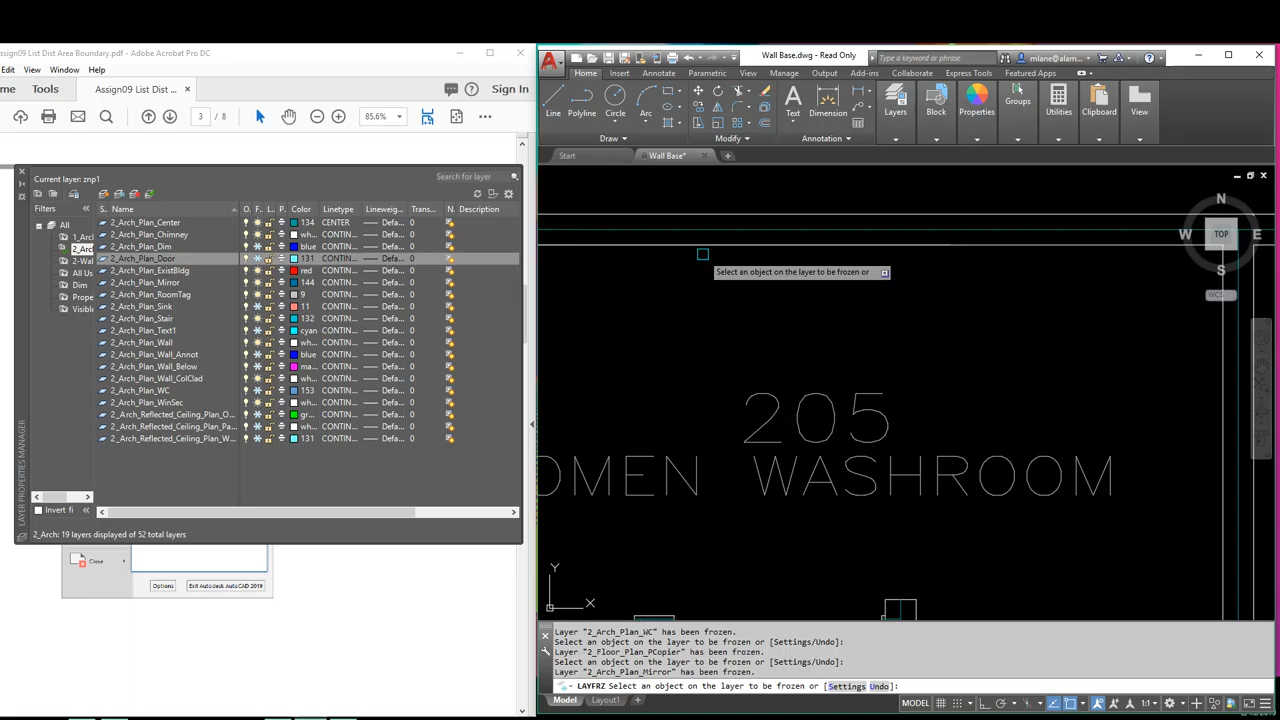 Assign09 List Dist Area Boundary.pdf - Adobe Acrobat Pro DC
Edit View Window Help
me Tools Assign09 List Dist ... × Sign In
3 / 8 85.6%
Current layer: znp1
Search for layer
Filters S.. Name O. F.. L.. P. Color Linetype Lineweig... Trans... N. Description
All
1_Arcl
2_Arc
2-Wal
All Us
Dim
Prope
Visible
2_Arch_Plan_Center 134 CENTER Defa... 0
2_Arch_Plan_Chimney wh... CONTIN... Defa... 0
2_Arch_Plan_Dim blue CONTIN... Defa... 0
2_Arch_Plan_Door 131 CONTIN... Defa... 0
2_Arch_Plan_ExistBldg red CONTIN... Defa... 0
2_Arch_Plan_Mirror 144 CONTIN... Defa... 0
2_Arch_Plan_RoomTag 9 CONTIN... Defa... 0
2_Arch_Plan_Sink 11 CONTIN... Defa... 0
2_Arch_Plan_Stair 132 CONTIN... Defa... 0
2_Arch_Plan_Text1 cyan CONTIN... Defa... 0
2_Arch_Plan_Wall wh... CONTIN... Defa... 0
2_Arch_Plan_Wall_Annot blue CONTIN... Defa... 0
2_Arch_Plan_Wall_Below ma... CONTIN... Defa... 0
2_Arch_Plan_Wall_ColClad wh... CONTIN... Defa... 0
2_Arch_Plan_WC 153 CONTIN... Defa... 0
2_Arch_Plan_WinSec wh... CONTIN... Defa... 0
2_Arch_Reflected_Ceiling_Plan_O... gr... CONTIN... Defa... 0
2_Arch_Reflected_Ceiling_Plan_Pa... wh... CONTIN... Defa... 0
2_Arch_Reflected_Ceiling_Plan_W... 131 CONTIN... Defa... 0
Invert fi
2_Arch: 19 layers displayed of 52 total layers
LAYER PROPERTIES MANAGER
Close
Options Exit Autodesk AutoCAD 2019
Wall Base.dwg - Read Only Type a keyword or phrase mlane@alam...
Home Insert Annotate Parametric View Manage Output Add-ins Collaborate Express Tools Featured Apps
Line Polyline Circle Arc Text Dimension Layers Block Properties Groups Utilities Clipboard View
Draw Modify Annotation
Start Wall Base* +
N
W TOP E
S
WCS
Select an object on the layer to be frozen or
205
OMEN WASHROOM
Y
X
Layer "2_Arch_Plan_WC" has been frozen.
Select an object on the layer to be frozen or [Settings/Undo]:
Layer "2_Floor_Plan_PCopier" has been frozen.
Select an object on the layer to be frozen or [Settings/Undo]:
Layer "2_Arch_Plan_Mirror" has been frozen.
LAYFRZ Select an object on the layer to be frozen or [Settings Undo]:
Model Layout1 +
MODEL 1:1